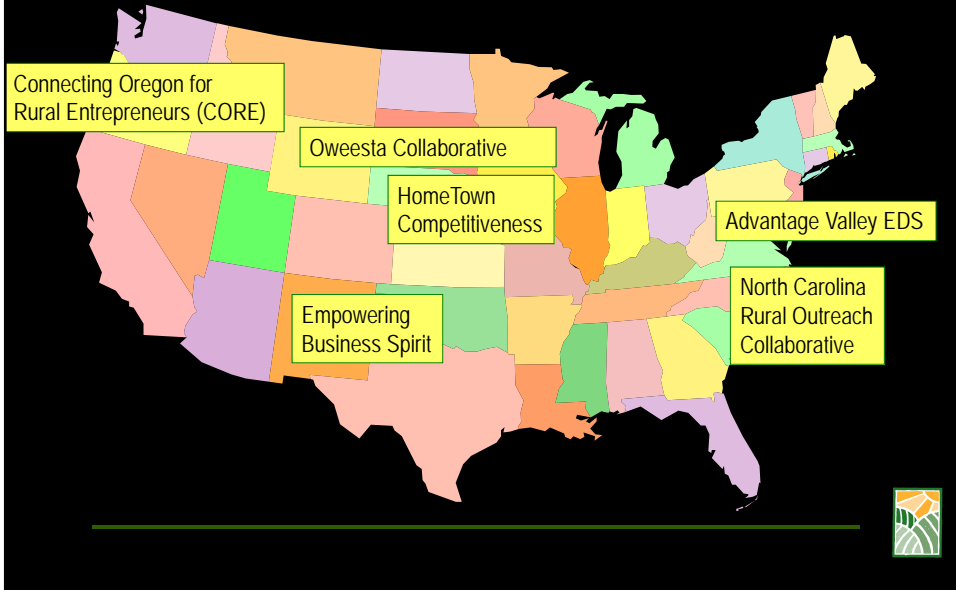 Connecting Oregon for
Rural Entrepreneurs (CORE)
Oweesta Collaborative
HomeTown
Competitiveness
Advantage Valley EDS
Empowering
Business Spirit
North Carolina
Rural Outreach
Collaborative